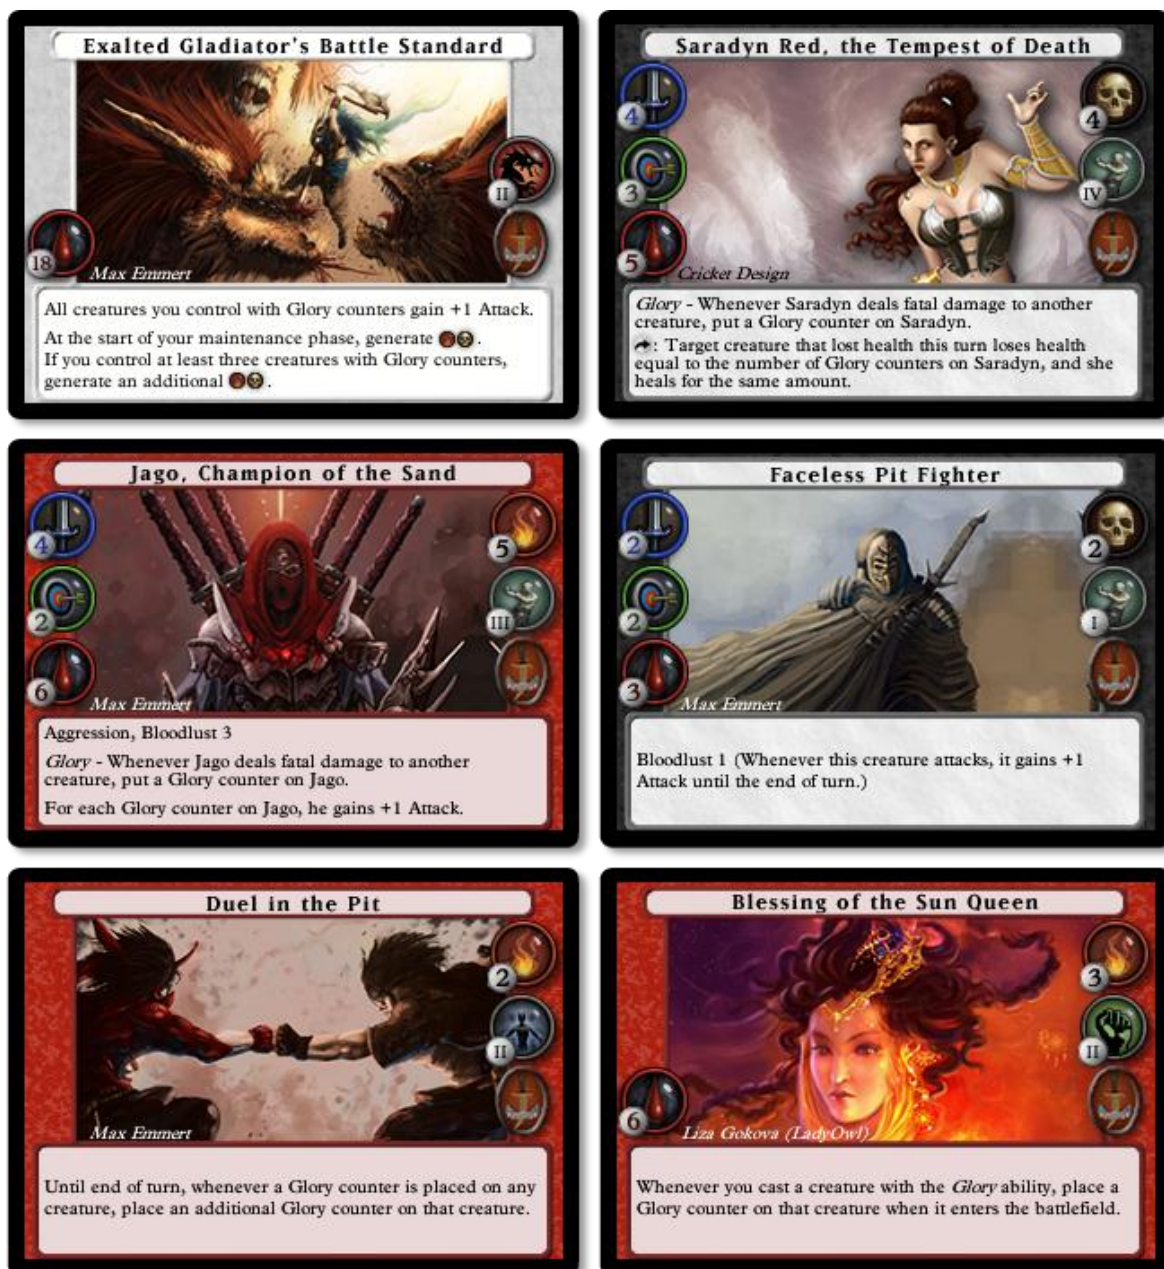 Exalted Gladiator's Battle Standard
II
18
Max Emmert
All creatures you control with Glory counters gain +1 Attack.
At the start of your maintenance phase, generate .
If you control at least three creatures with Glory counters,
generate an additional .
Saradyn Red, the Tempest of Death
4
4
3
IV
5
Cricket Design
Glory - Whenever Saradyn deals fatal damage to another
creature, put a Glory counter on Saradyn.
: Target creature that lost health this turn loses health
equal to the number of Glory counters on Saradyn, and she
heals for the same amount.
Jago, Champion of the Sand
4
5
2
III
6
Max Emmert
Aggression, Bloodlust 3
Glory - Whenever Jago deals fatal damage to another
creature, put a Glory counter on Jago.
For each Glory counter on Jago, he gains +1 Attack.
Faceless Pit Fighter
2
2
2
I
3
Max Emmert
Bloodlust 1 (Whenever this creature attacks, it gains +1
Attack until the end of turn.)
Duel in the Pit
2
II
Max Emmert
Until end of turn, whenever a Glory counter is placed on any
creature, place an additional Glory counter on that creature.
Blessing of the Sun Queen
3
II
6
Liza Gokova (LadyOwl)
Whenever you cast a creature with the Glory ability, place a
Glory counter on that creature when it enters the battlefield.